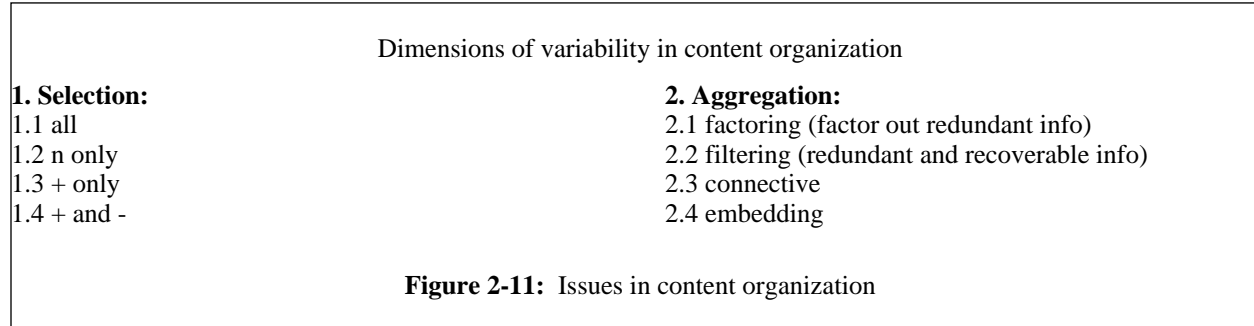 Dimensions of variability in content organization
1. Selection:
1.1 all
1.2 n only
1.3 + only
1.4 + and -
2. Aggregation:
2.1 factoring (factor out redundant info)
2.2 filtering (redundant and recoverable info)
2.3 connective
2.4 embedding
Figure 2-11: Issues in content organization